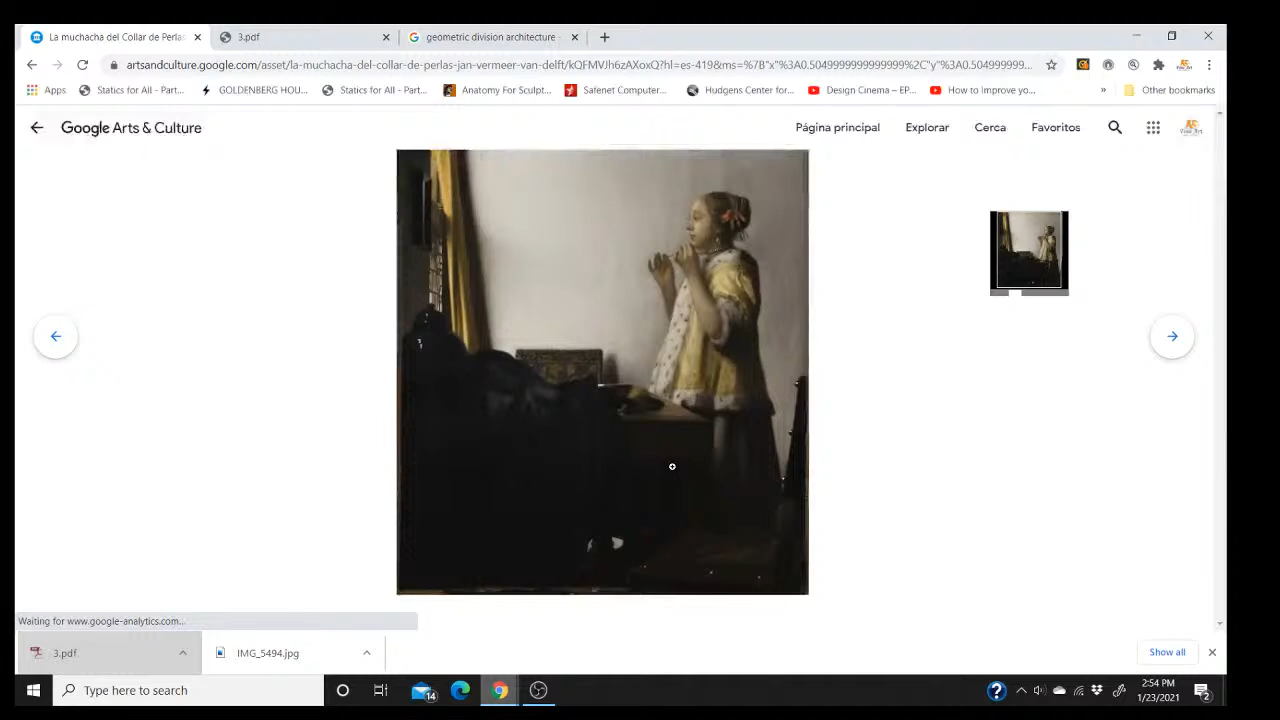 La muchacha del Collar de Perlas
3.pdf
geometric division architecture -
artsandculture.google.com/asset/la-muchacha-del-collar-de-perlas-jan-vermeer-van-delft/kQFMVJh6zAXoxQ?hl=es-419&ms=%7B"x"%3A0.5049999999999999%2C"y"%3A0.504999999...
Apps
Statics for All - Part...
GOLDENBERG HOU...
Statics for All - Part...
Anatomy For Sculpt...
Safenet Computer...
Hudgens Center for...
Design Cinema – EP...
How to Improve yo...
»
Other bookmarks
Google Arts & Culture
Página principal
Explorar
Cerca
Favoritos
Waiting for www.google-analytics.com...
3.pdf
IMG_5494.jpg
Show all
Type here to search
14
2:54 PM
1/23/2021
2